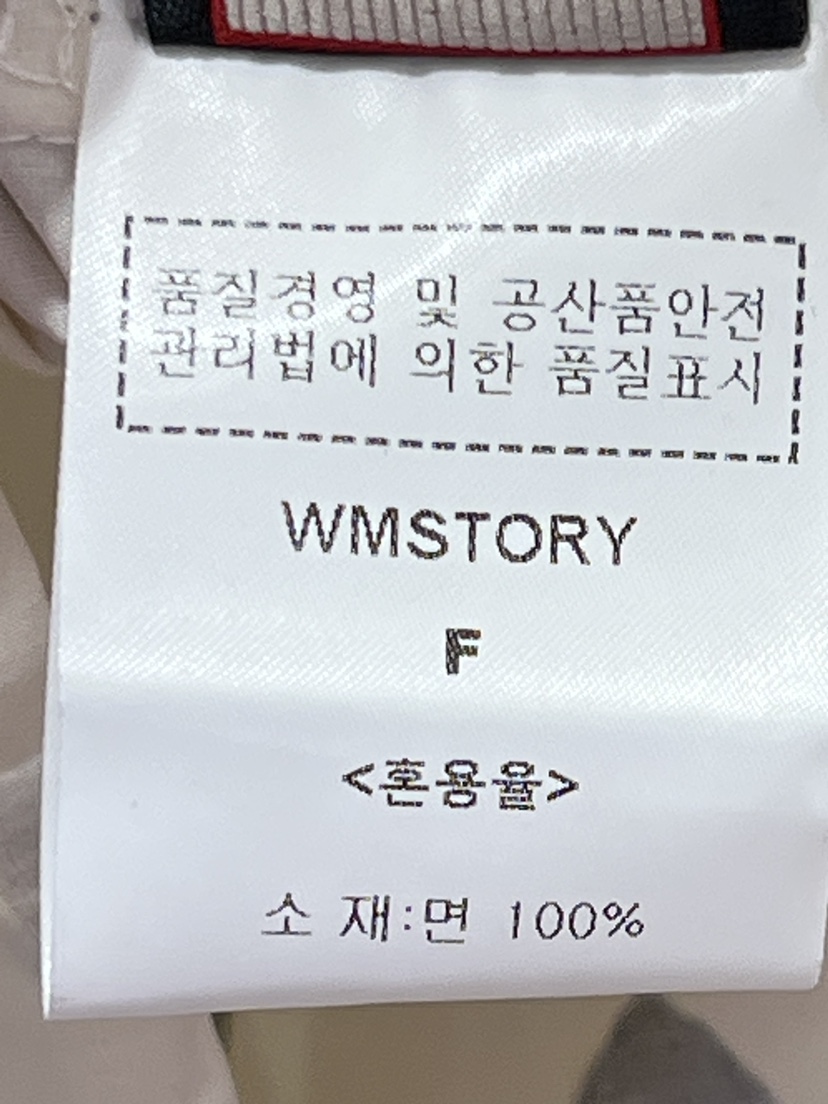 품질경영 및 공산품안전
관리법에 의한 품질표시
WMSTORY
F
<혼용율>
소 재:면 100%